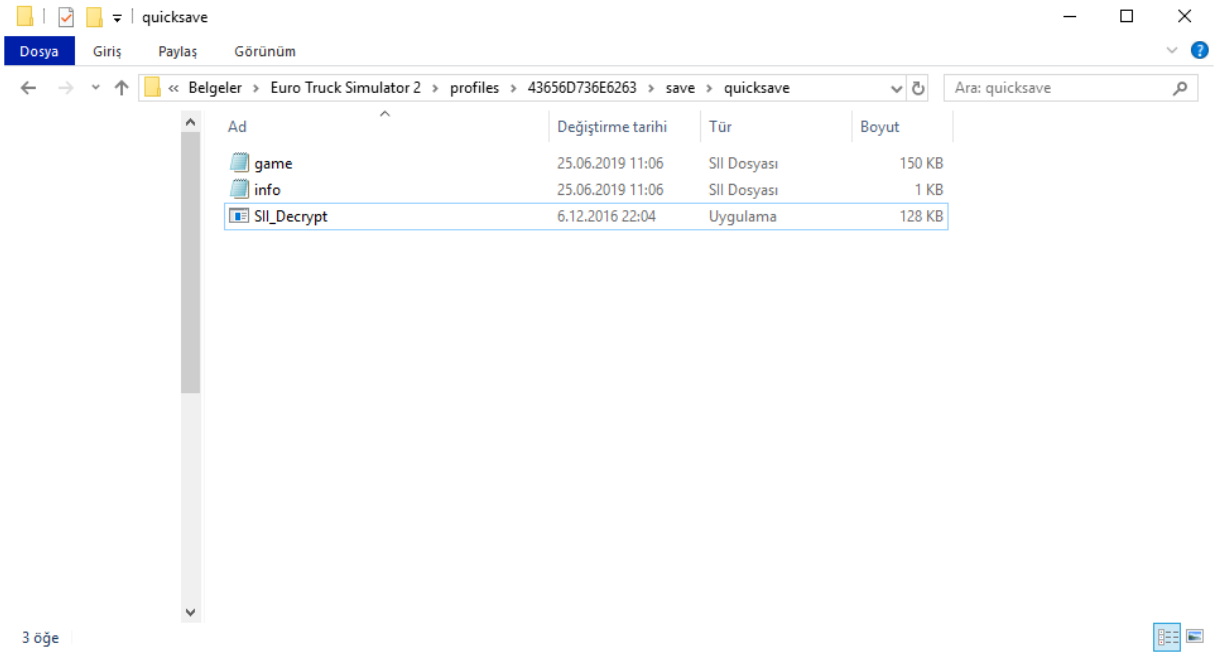 quicksave
Dosya Giriş Paylaş Görünüm
« Belgeler > Euro Truck Simulator 2 > profiles > 43656D736E6263 > save > quicksave Ara: quicksave
Ad Değiştirme tarihi Tür Boyut
game 25.06.2019 11:06 SII Dosyası 150 KB
info 25.06.2019 11:06 SII Dosyası 1 KB
SII_Decrypt 6.12.2016 22:04 Uygulama 128 KB
3 öğe